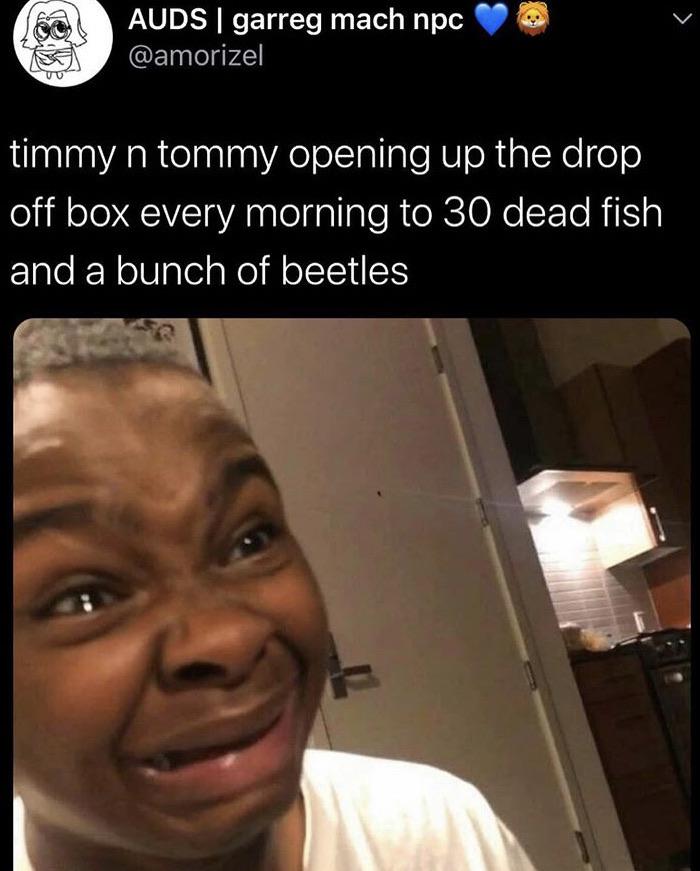 AUDS | garreg mach npc 💙 🦁
@amorizel
timmy n tommy opening up the drop
off box every morning to 30 dead fish
and a bunch of beetles